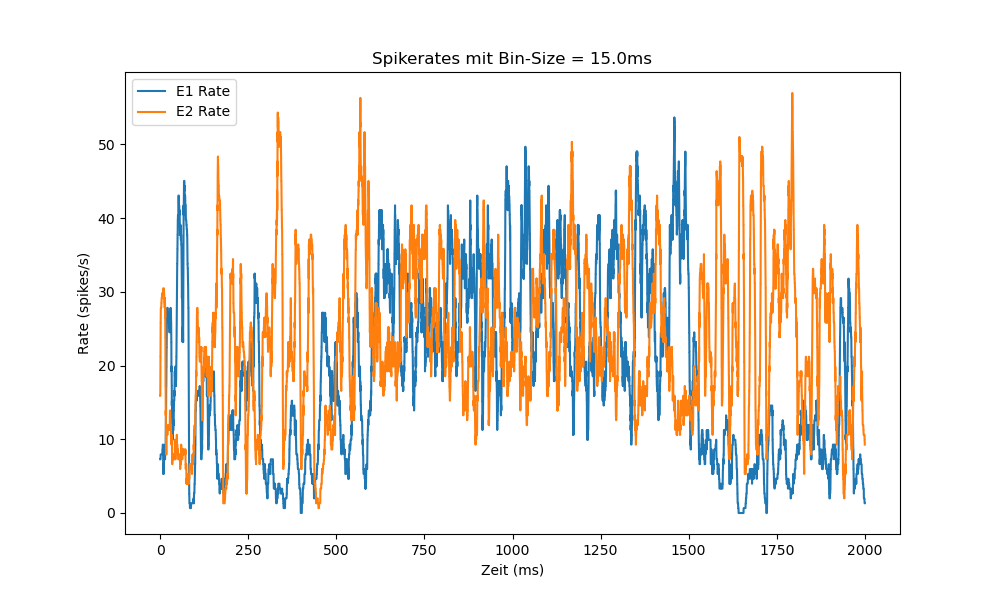 Spikerates mit Bin-Size = 15.0ms
E1 Rate
E2 Rate
Rate (spikes/s)
50
40
30
20
10
0
0 250 500 750 1000 1250 1500 1750 2000
Zeit (ms)